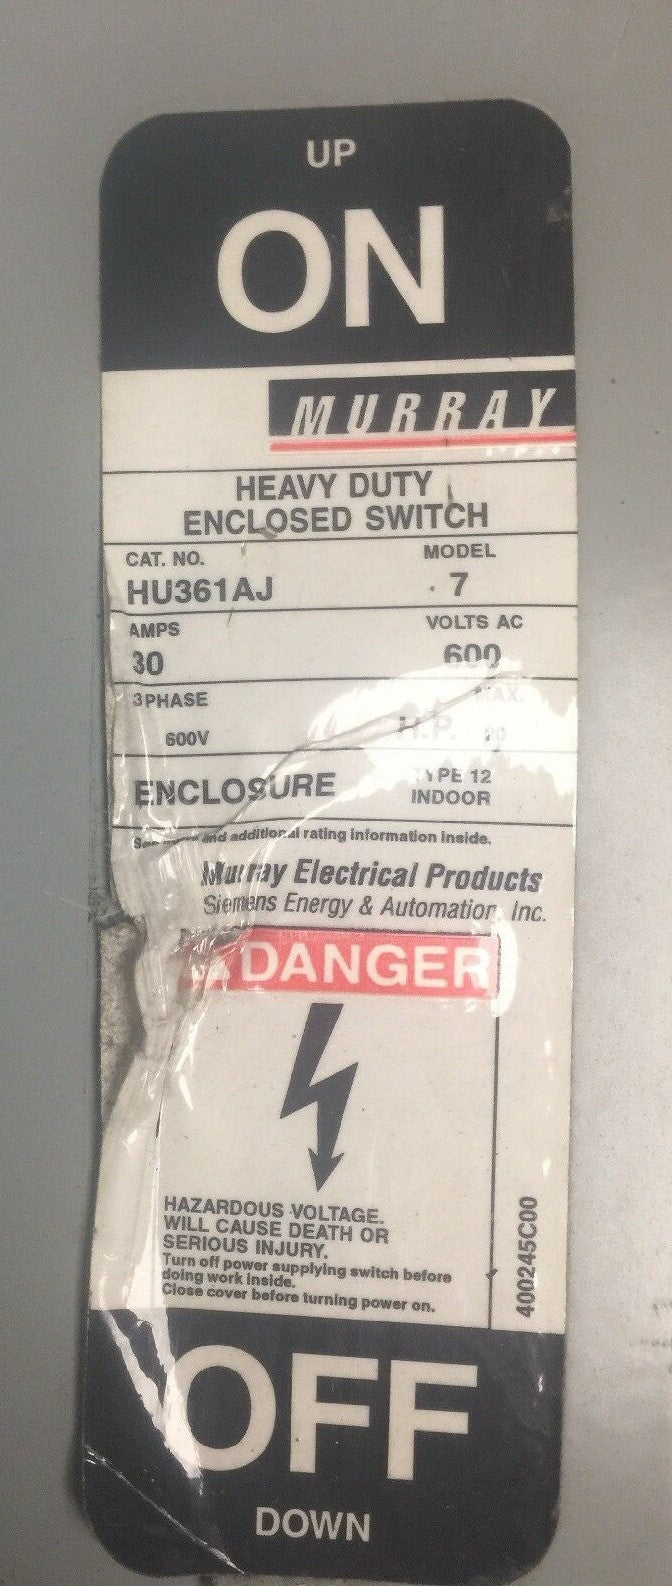 UP
ON
MURRAY
HEAVY DUTY
ENCLOSED SWITCH
CAT. NO. MODEL
HU361AJ 7
AMPS VOLTS AC
30 600
3 PHASE MAX.
600V H.P.
ENCLOSURE TYPE 12
INDOOR
and additional rating information inside.
Murray Electrical Products
Siemens Energy & Automation, Inc.
DANGER
HAZARDOUS VOLTAGE.
WILL CAUSE DEATH OR
SERIOUS INJURY.
Turn off power supplying switch before
doing work inside.
Close cover before turning power on.
400245C00
OFF
DOWN